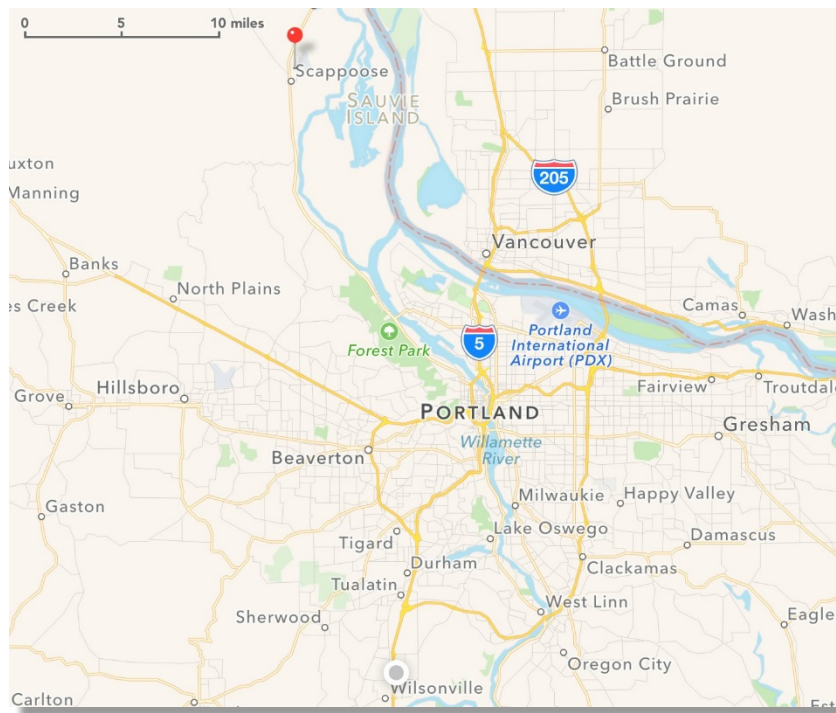 0 5 10 miles
Scappoose
SAUVIE
ISLAND
Battle Ground
Brush Prairie
205
uxton
Manning
Vancouver
Banks
North Plains
es Creek
Camas
Wash
Portland
International
Airport (PDX)
5
Forest Park
Hillsboro
Grove
Fairview
Troutdale
PORTLAND
Gresham
Willamette
River
Beaverton
Milwaukie
Happy Valley
Gaston
Lake Oswego
Tigard
Damascus
Durham
Clackamas
Tualatin
West Linn
Sherwood
Eagle
Oregon City
Wilsonville
Carlton
Est